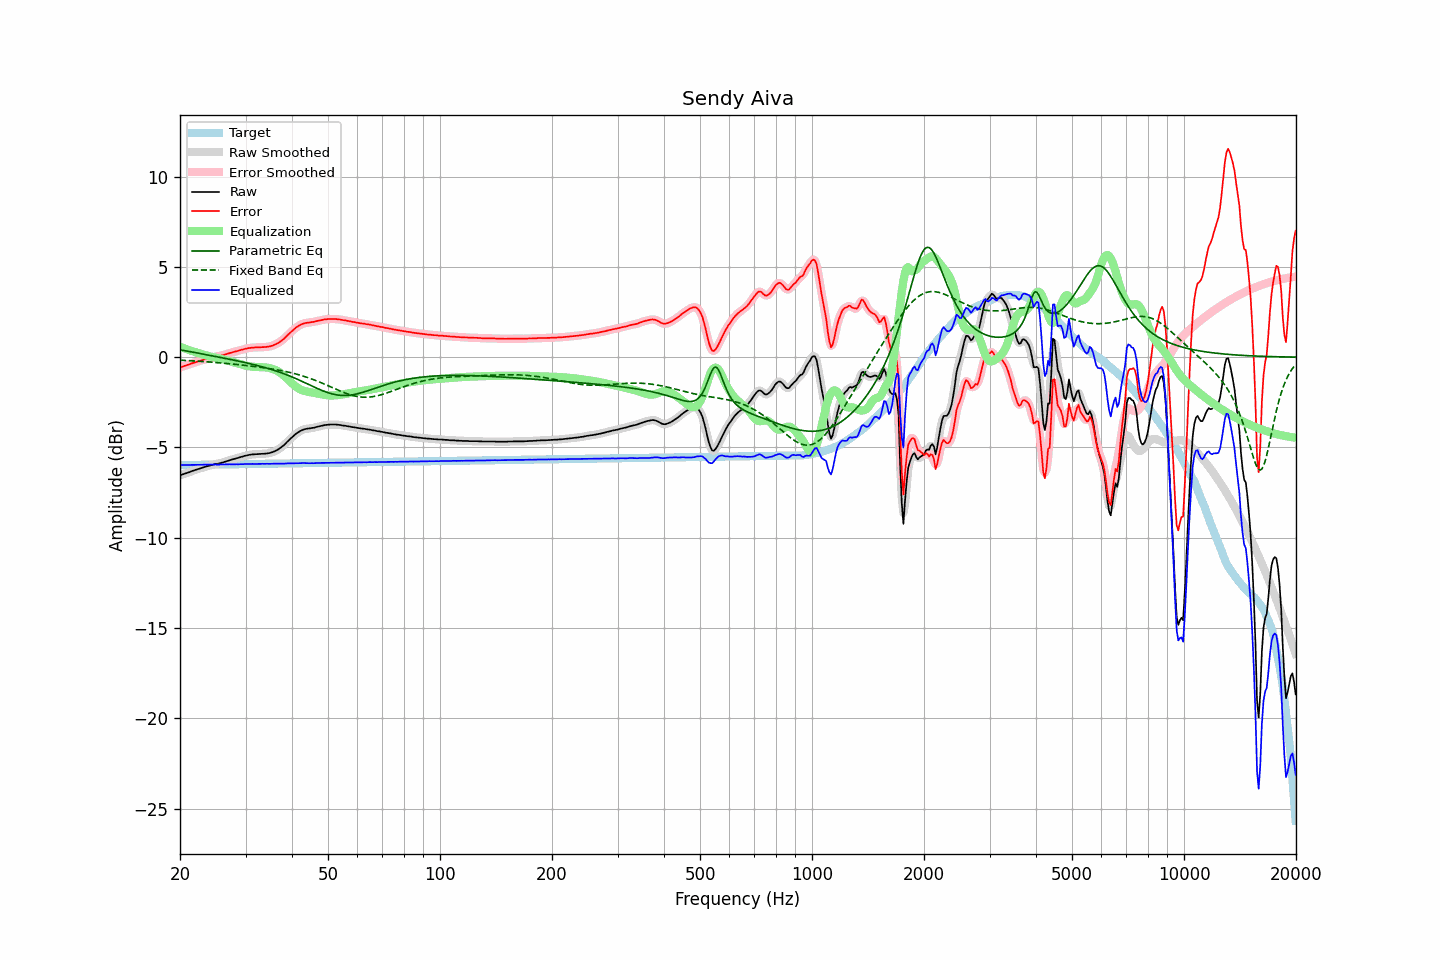 Sendy Aiva
Target
Raw Smoothed
Error Smoothed
Raw
Error
Equalization
Parametric Eq
Fixed Band Eq
Equalized
10
5
0
−5
−10
−15
−20
−25
Amplitude (dBr)
20
50
100
200
500
1000
2000
5000
10000
20000
Frequency (Hz)